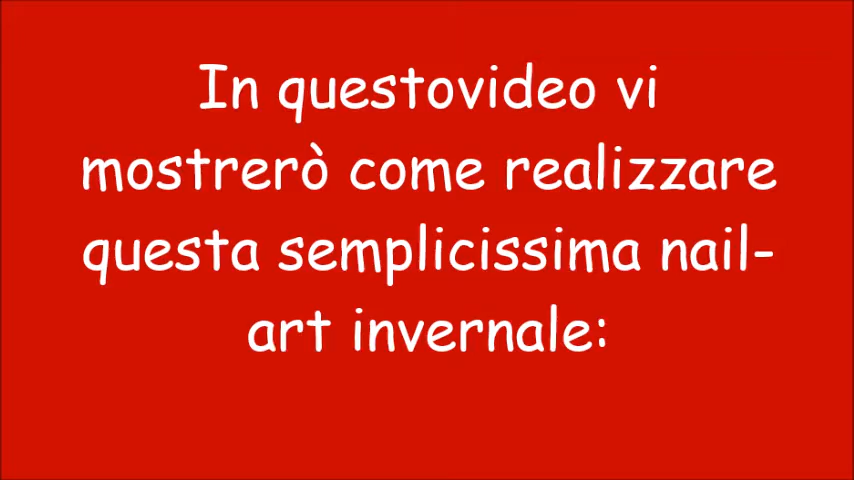 In questovideo vi
mostrerò come realizzare
questa semplicissima nail-
art invernale: